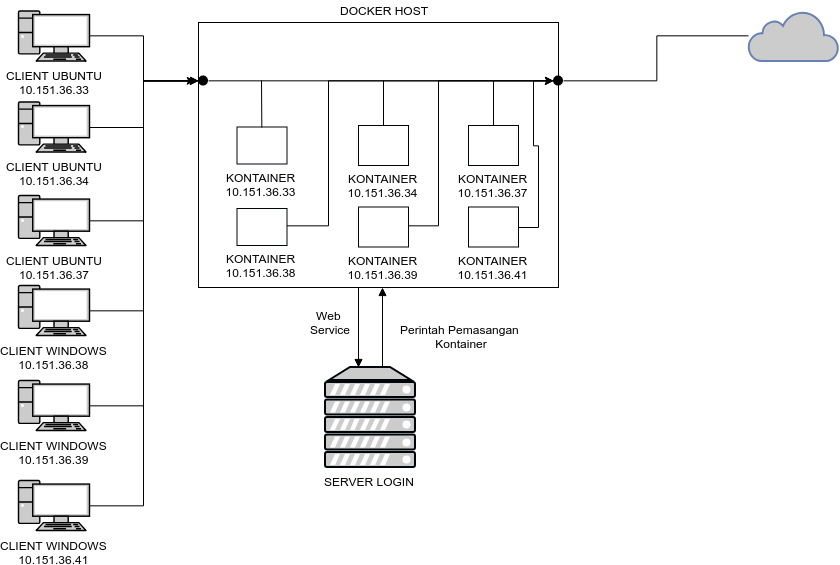 DOCKER HOST
CLIENT UBUNTU
10.151.36.33
CLIENT UBUNTU
10.151.36.34
CLIENT UBUNTU
10.151.36.37
CLIENT WINDOWS
10.151.36.38
CLIENT WINDOWS
10.151.36.39
CLIENT WINDOWS
10.151.36.41
KONTAINER
10.151.36.33
KONTAINER
10.151.36.34
KONTAINER
10.151.36.37
KONTAINER
10.151.36.38
KONTAINER
10.151.36.39
KONTAINER
10.151.36.41
Web
Service
Perintah Pemasangan
Kontainer
SERVER LOGIN